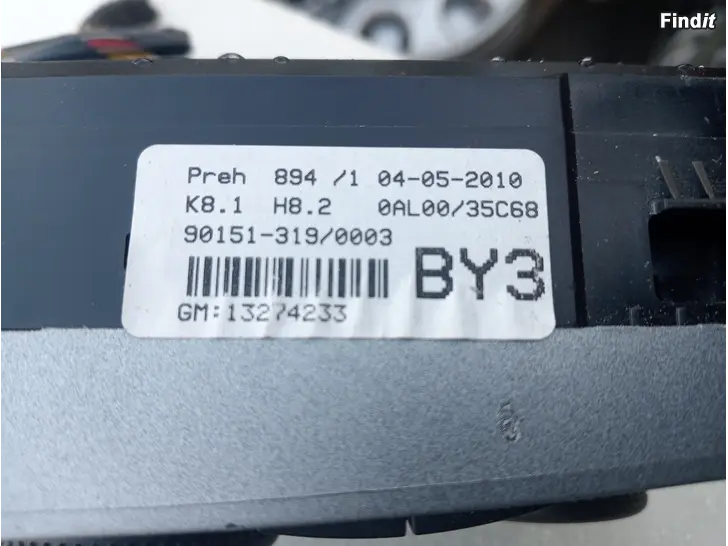 Findit
Preh 894 /1 04-05-2010
K8.1 H8.2 0AL00/35C68
90151-319/0003
BY3
GM:13274233